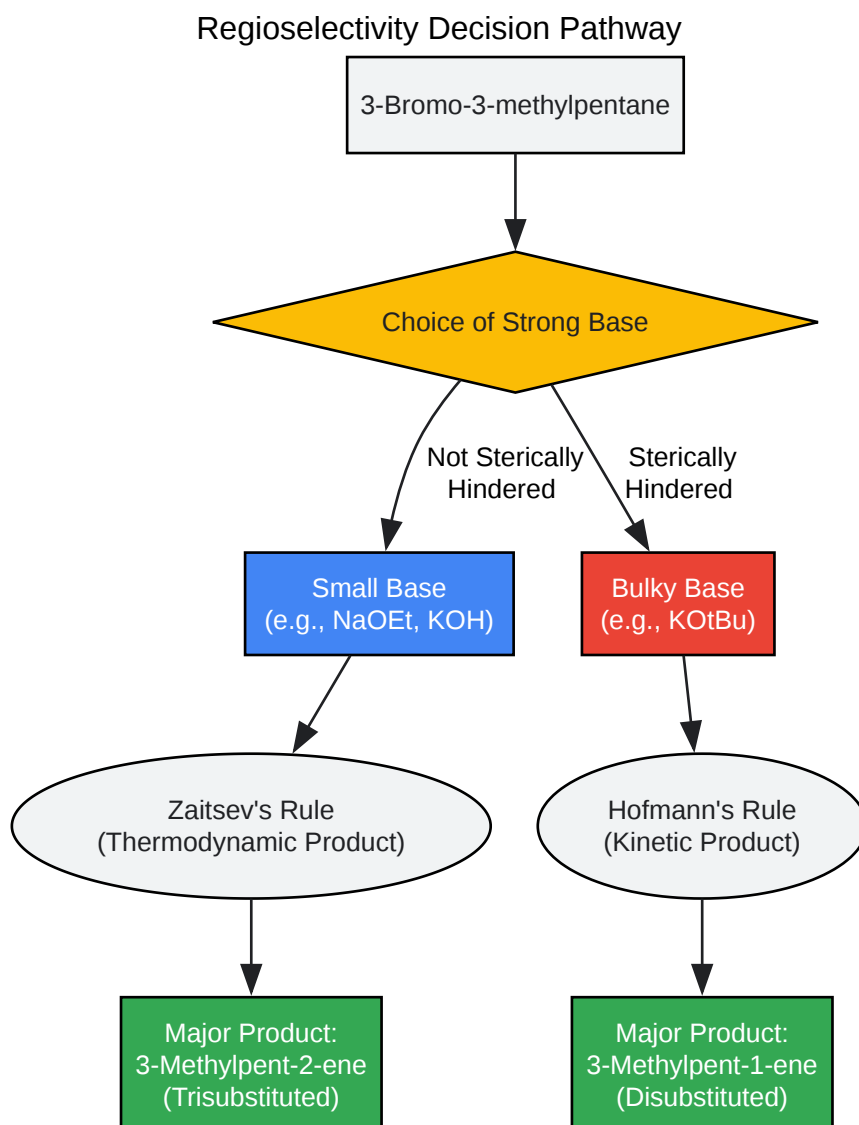 Regioselectivity Decision Pathway
3-Bromo-3-methylpentane
Choice of Strong Base
Not Sterically
Hindered
Sterically
Hindered
Small Base
(e.g., NaOEt, KOH)
Bulky Base
(e.g., KOtBu)
Zaitsev's Rule
(Thermodynamic Product)
Hofmann's Rule
(Kinetic Product)
Major Product:
3-Methylpent-2-ene
(Trisubstituted)
Major Product:
3-Methylpent-1-ene
(Disubstituted)